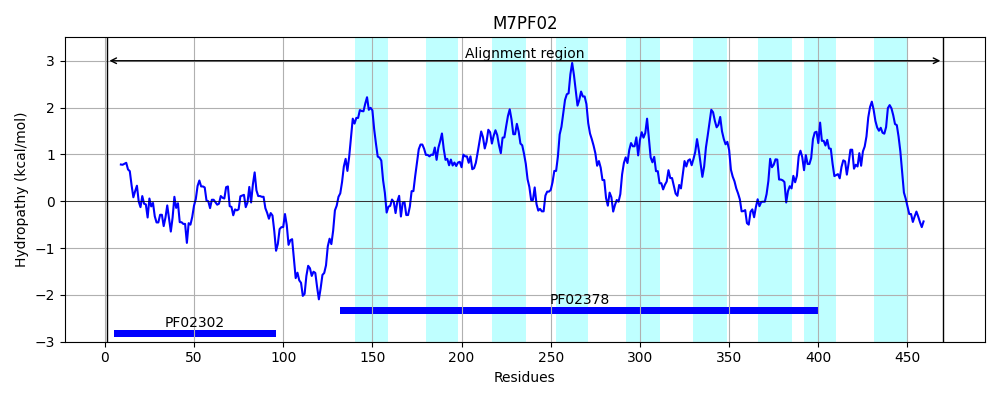 M7PF02
Alignment region
Hydropathy (kcal/mol)
3
2
1
0
−1
−2
−3
PF02378
PF02302
0 50 100 150 200 250 300 350 400 450
Residues